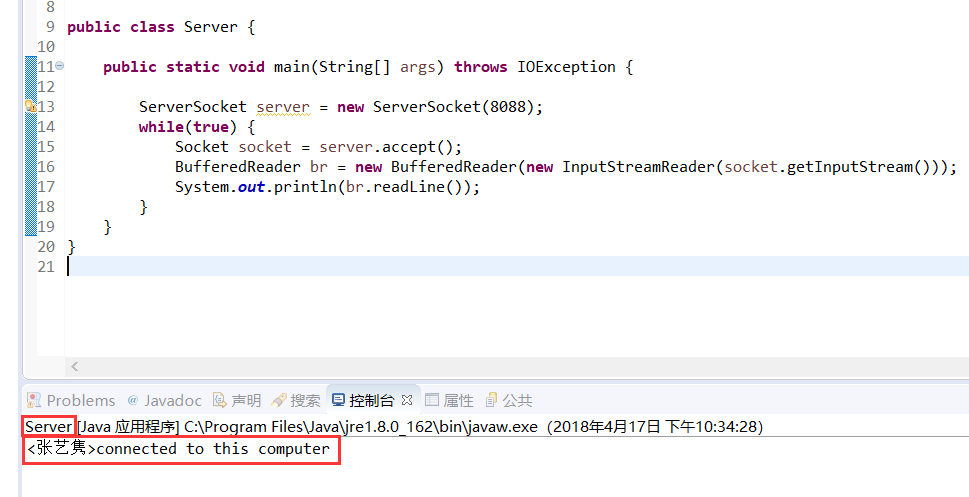 8
9 public class Server {
10
11 public static void main(String[] args) throws IOException {
12
13 ServerSocket server = new ServerSocket(8088);
14 while(true) {
15 Socket socket = server.accept();
16 BufferedReader br = new BufferedReader(new InputStreamReader(socket.getInputStream()));
17 System.out.println(br.readLine());
18 }
19 }
20 }
21
Problems @ Javadoc 声明 搜索 控制台 属性 公共
Server [Java 应用程序] C:\Program Files\Java\jre1.8.0_162\bin\javaw.exe（2018年4月17日 下午10:34:28）
<张艺隽>connected to this computer